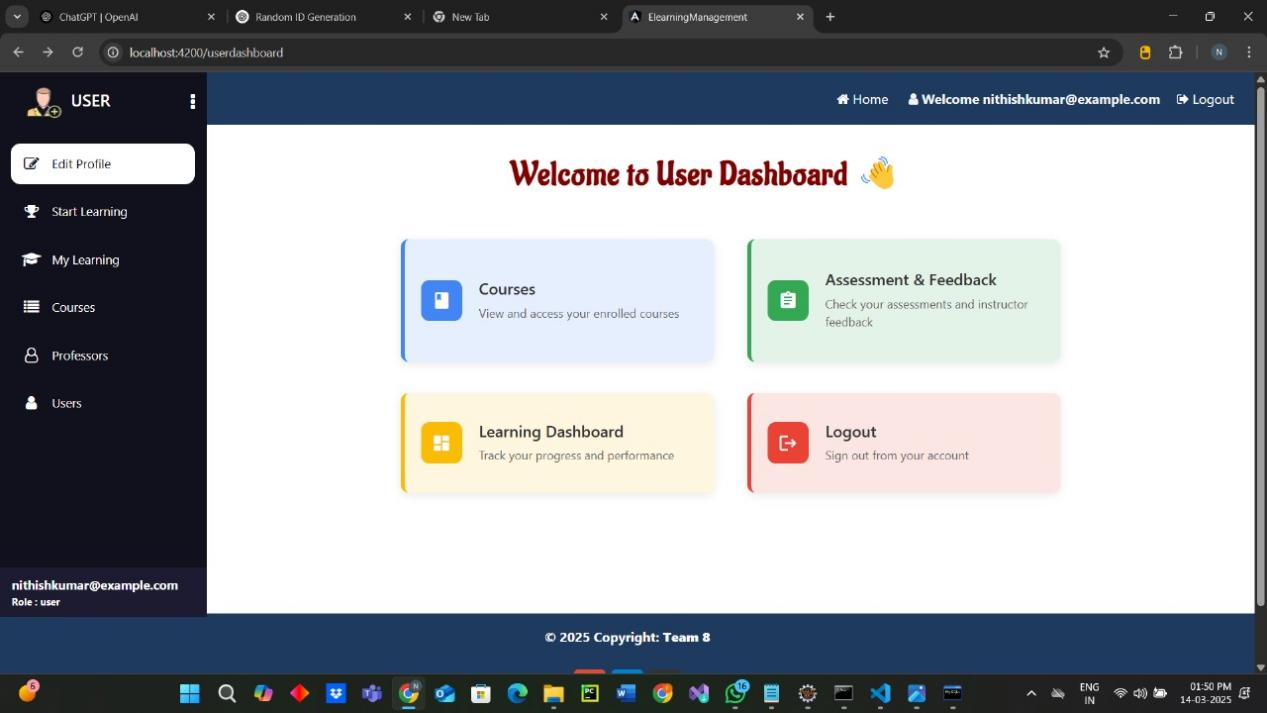 ChatGPT | OpenAI
Random ID Generation
New Tab
ElearningManagement
localhost:4200/userdashboard
N
USER
Home
Welcome nithishkumar@example.com
Logout
Edit Profile
Start Learning
My Learning
Courses
Professors
Users
Welcome to User Dashboard
Courses
View and access your enrolled courses
Assessment & Feedback
Check your assessments and instructor
feedback
Learning Dashboard
Track your progress and performance
Logout
Sign out from your account
nithishkumar@example.com
Role : user
© 2025 Copyright: Team 8
6
N
PC
W
16
ENG
IN
01:50 PM
14-03-2025